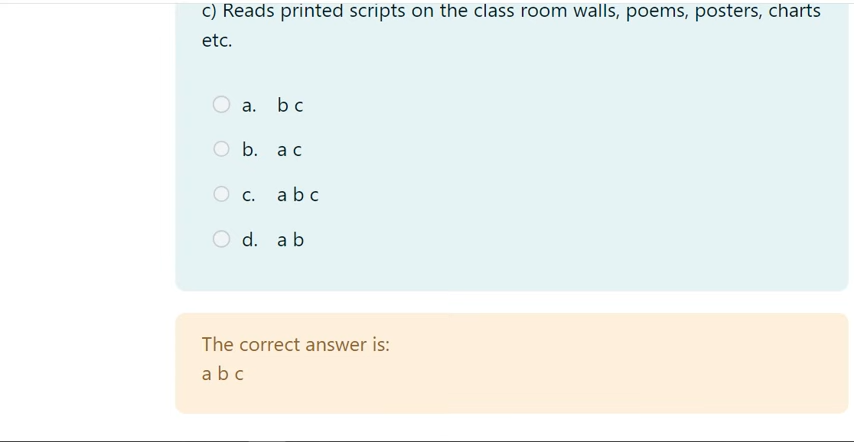 c) Reads printed scripts on the class room walls, poems, posters, charts
etc.
a. b c
b. a c
c. a b c
d. a b
The correct answer is:
a b c